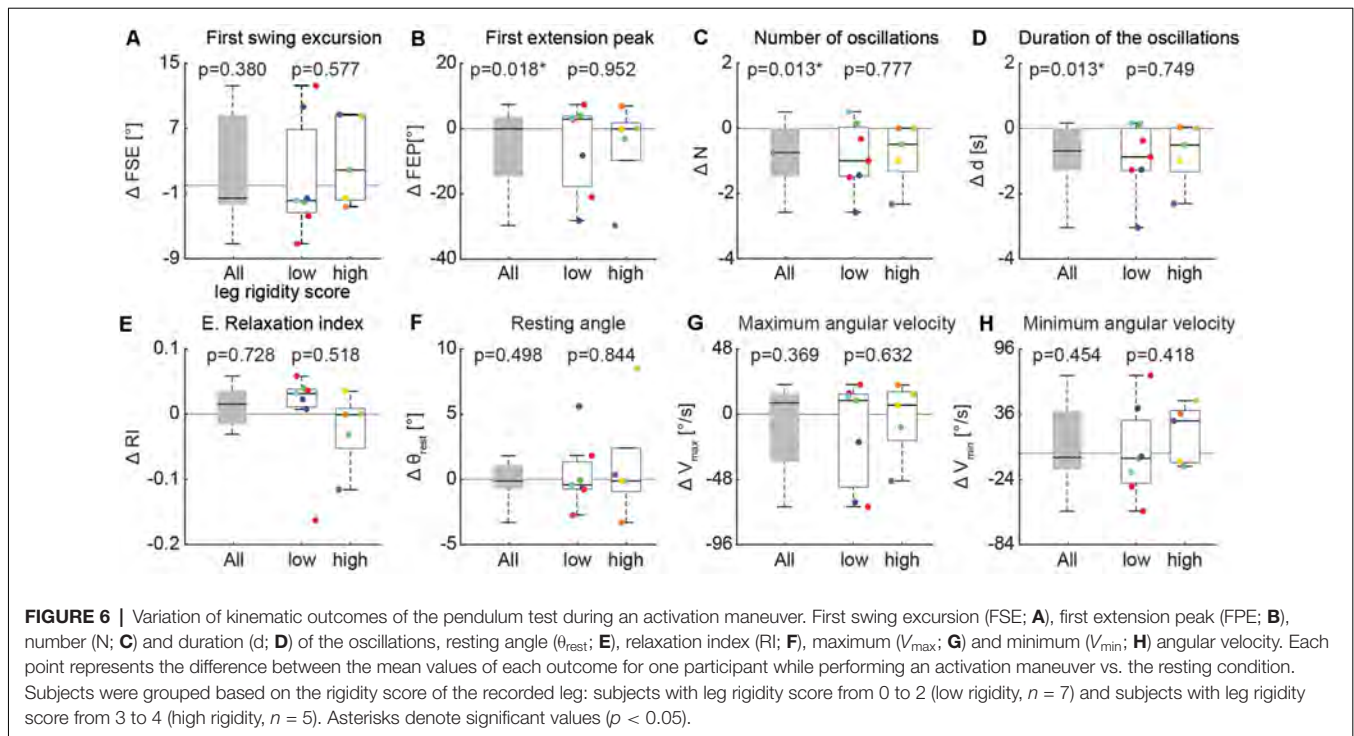 A First swing excursion
15
7
-1
-9
Δ FSE [°]
p=0.380 p=0.577
All low high
leg rigidity score
B First extension peak
20
0
-20
-40
Δ FEP[°]
p=0.018* p=0.952
All low high
C Number of oscillations
2
0
-2
-4
Δ N
p=0.013* p=0.777
All low high
D Duration of the oscillations
2
0
-2
-4
Δ d [s]
p=0.013* p=0.749
All low high
E E. Relaxation index
0.1
0
-0.1
-0.2
Δ RI
p=0.728 p=0.518
All low high
F Resting angle
10
5
0
-5
Δ θrest [°]
p=0.498 p=0.844
All low high
G Maximum angular velocity
48
0
-48
-96
Δ Vmax [°/s]
p=0.369 p=0.632
All low high
H Minimum angular velocity
96
36
-24
-84
Δ Vmin [°/s]
p=0.454 p=0.418
All low high
FIGURE 6 | Variation of kinematic outcomes of the pendulum test during an activation maneuver. First swing excursion (FSE; A), first extension peak (FPE; B),
number (N; C) and duration (d; D) of the oscillations, resting angle (θrest; E), relaxation index (RI; F), maximum (Vmax; G) and minimum (Vmin; H) angular velocity. Each
point represents the difference between the mean values of each outcome for one participant while performing an activation maneuver vs. the resting condition.
Subjects were grouped based on the rigidity score of the recorded leg: subjects with leg rigidity score from 0 to 2 (low rigidity, n = 7) and subjects with leg rigidity
score from 3 to 4 (high rigidity, n = 5). Asterisks denote significant values (p < 0.05).